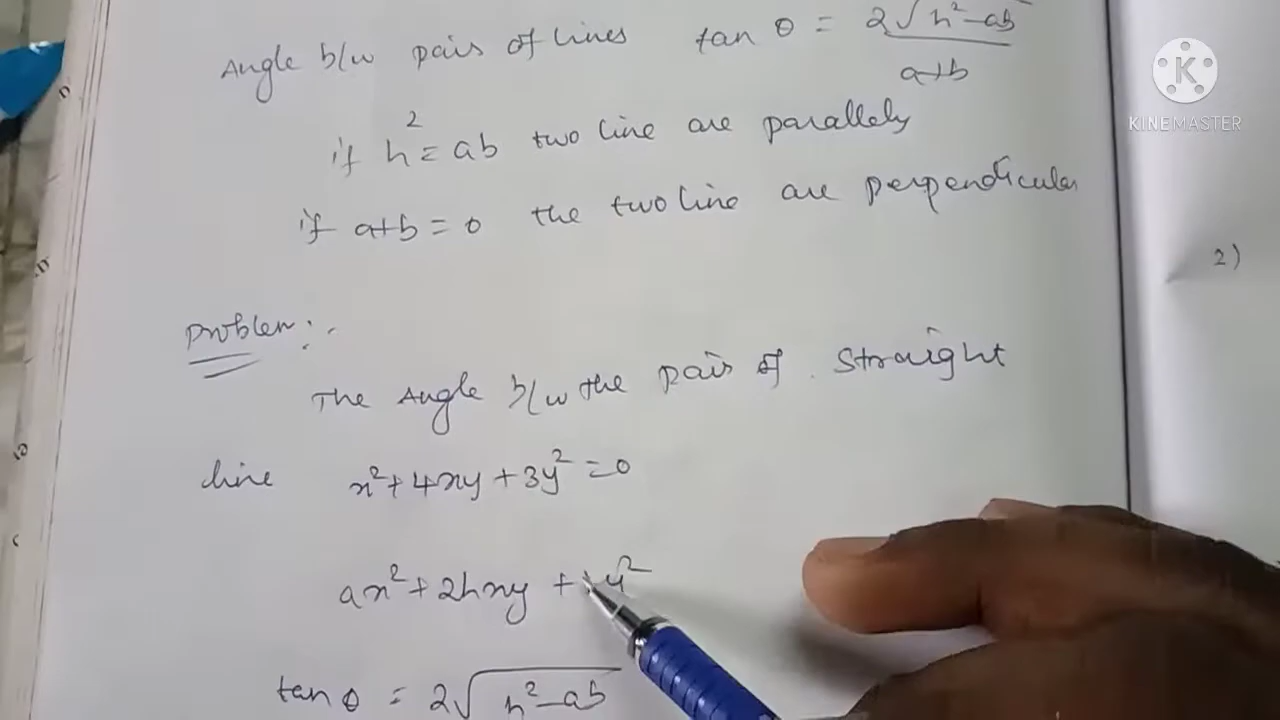 Angle b/w pair of lines tan θ = 2√h²-ab / a+b
KINEMASTER
if h² = ab two line are parallely
if a+b = 0 the two line are perpendicular
2)
Problem:-
The Angle b/w the pair of straight
line x²+4xy+3y²=0
ax²+2hxy + y²
tan θ = 2√h²-ab